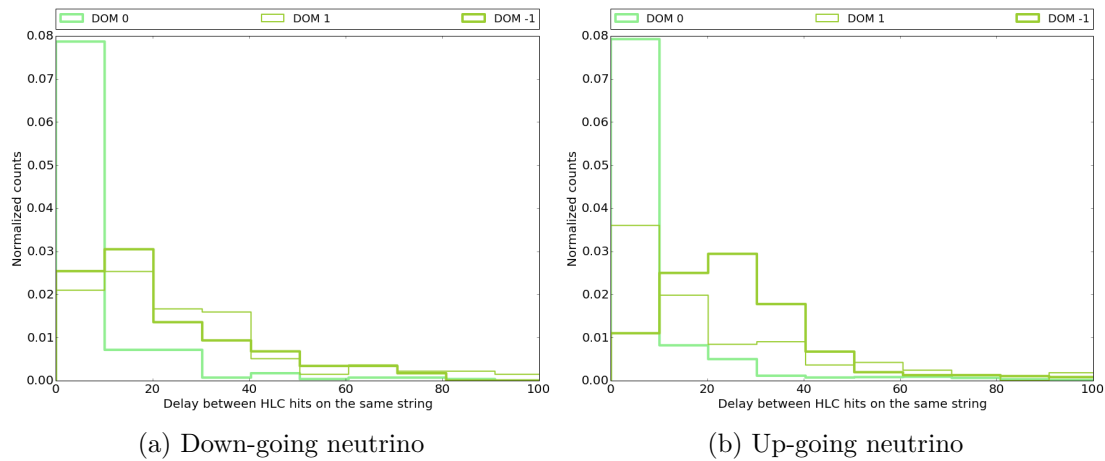 DOM 0 DOM 1 DOM -1
0.08
0.07
0.06
0.05
0.04
0.03
0.02
0.01
0.00
Normalized counts
0 20 40 60 80 100
Delay between HLC hits on the same string
(a) Down-going neutrino
DOM 0 DOM 1 DOM -1
0.08
0.07
0.06
0.05
0.04
0.03
0.02
0.01
0.00
Normalized counts
0 20 40 60 80 100
Delay between HLC hits on the same string
(b) Up-going neutrino